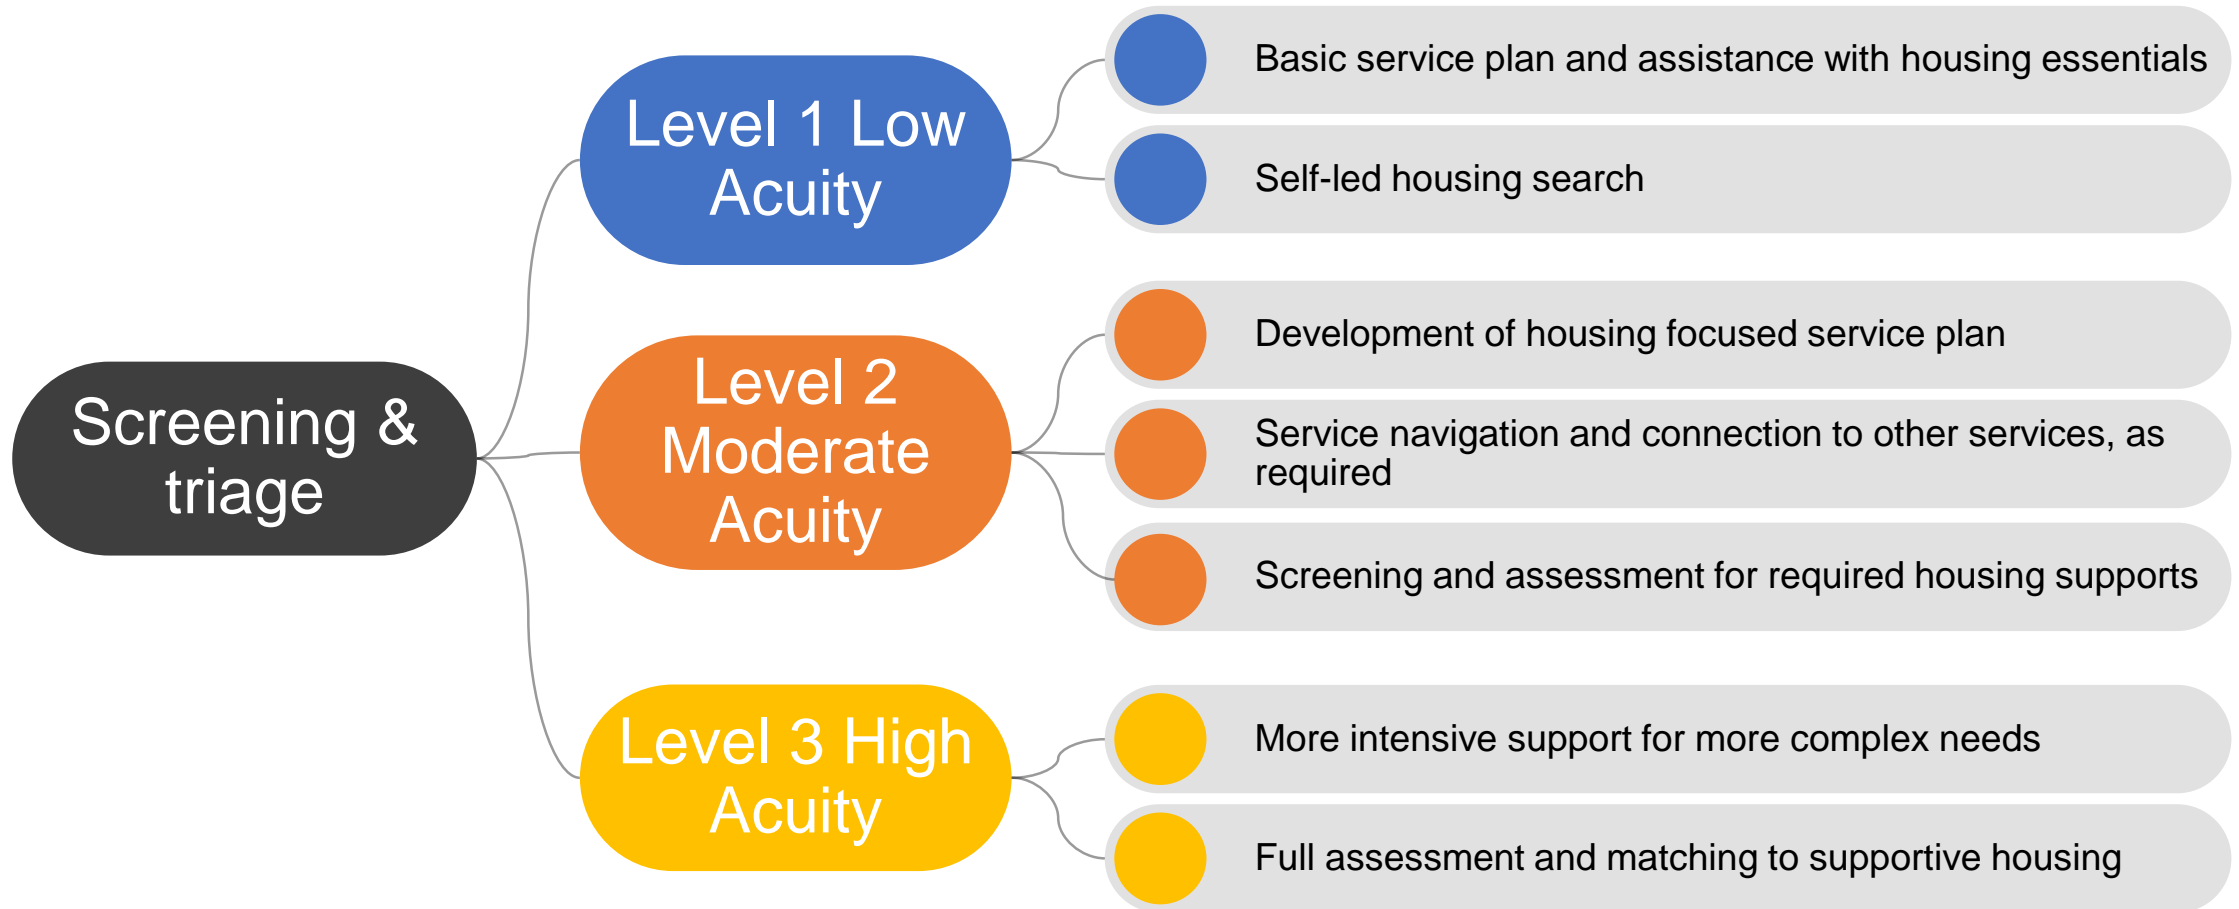 Screening &
triage
Level 1 Low
Acuity
Basic service plan and assistance with housing essentials
Self-led housing search
Level 2
Moderate
Acuity
Development of housing focused service plan
Service navigation and connection to other services, as
required
Screening and assessment for required housing supports
Level 3 High
Acuity
More intensive support for more complex needs
Full assessment and matching to supportive housing